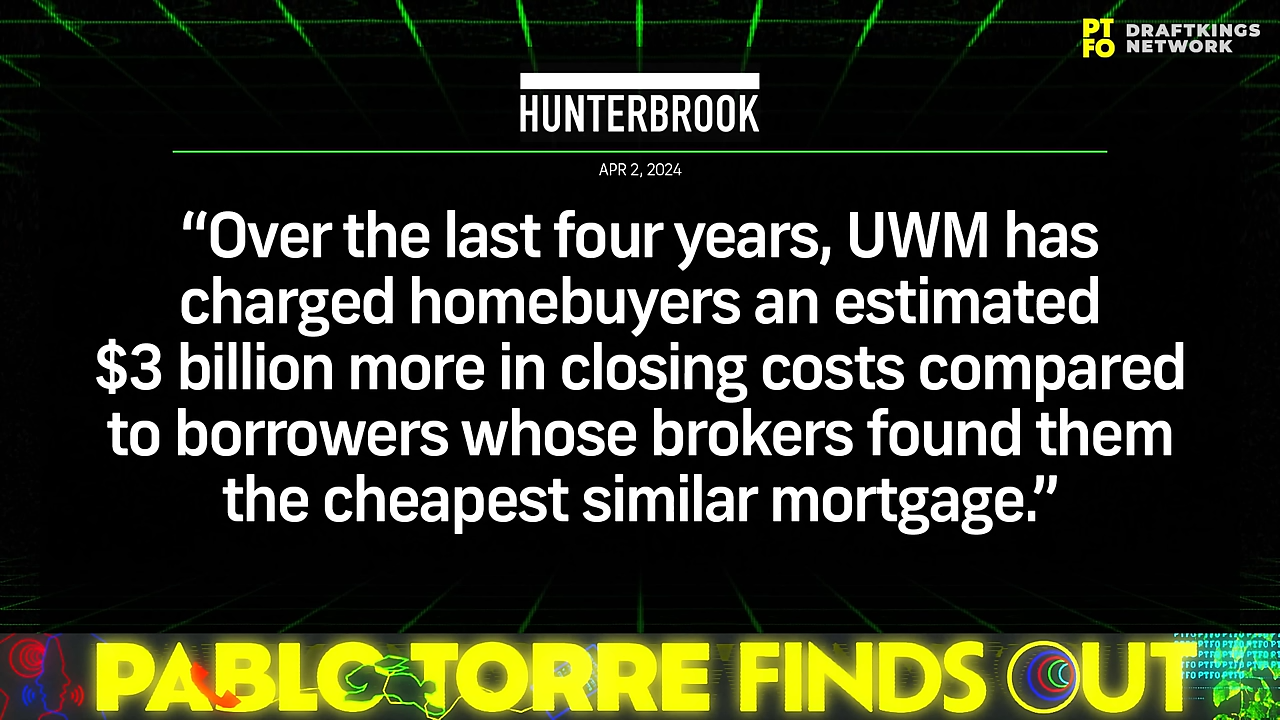 PT
FO
DRAFTKINGS
NETWORK
HUNTERBROOK
APR 2, 2024
“Over the last four years, UWM has
charged homebuyers an estimated
$3 billion more in closing costs compared
to borrowers whose brokers found them
the cheapest similar mortgage.”
PABLO TORRE FINDS OUT